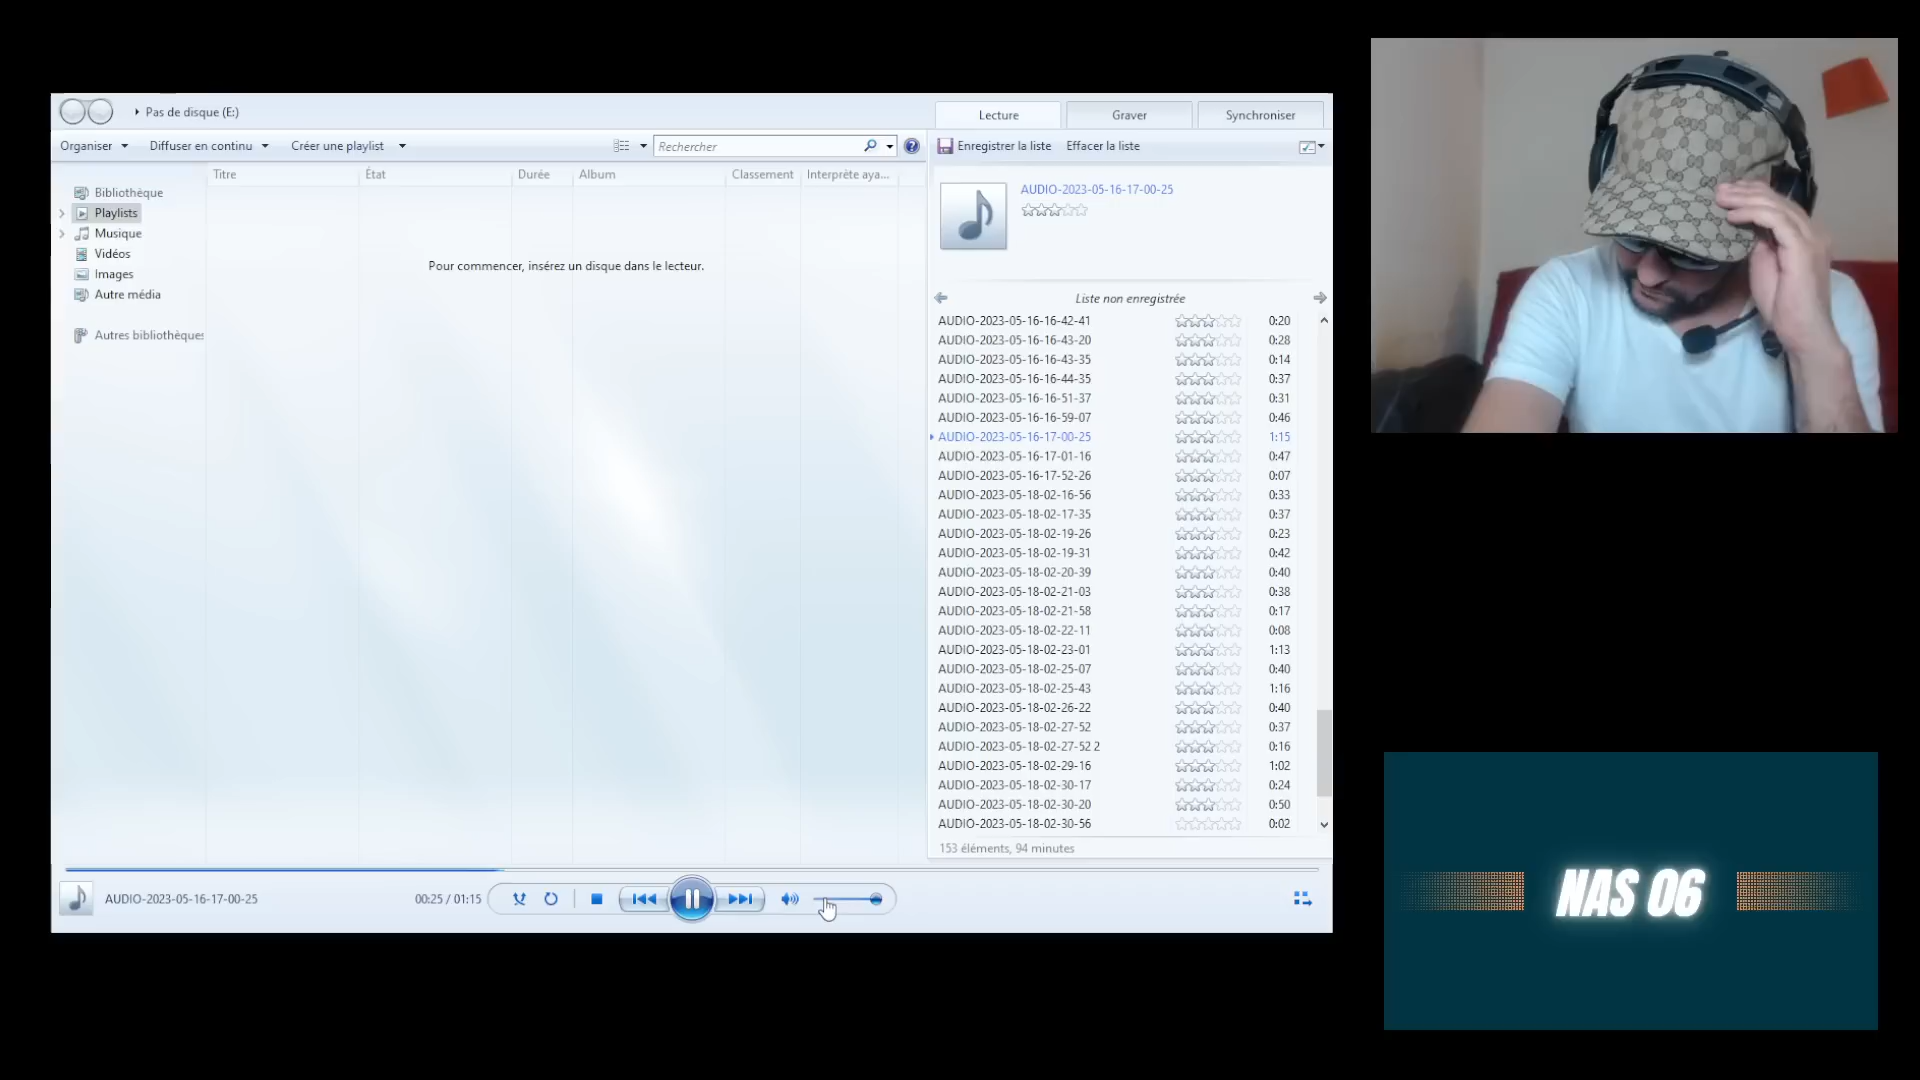 Pas de disque (E:)
Lecture
Graver
Synchroniser
Organiser
Diffuser en continu
Créer une playlist
Rechercher
Enregistrer la liste
Effacer la liste
Titre
État
Durée
Album
Classement
Interprète aya...
Bibliothèque
Playlists
Musique
Vidéos
Images
Autre média
Autres bibliothèques
Pour commencer, insérez un disque dans le lecteur.
AUDIO-2023-05-16-17-00-25
Liste non enregistrée
AUDIO-2023-05-16-16-42-41 0:20
AUDIO-2023-05-16-16-43-20 0:28
AUDIO-2023-05-16-16-43-35 0:14
AUDIO-2023-05-16-16-44-35 0:37
AUDIO-2023-05-16-16-51-37 0:31
AUDIO-2023-05-16-16-59-07 0:46
AUDIO-2023-05-16-17-00-25 1:15
AUDIO-2023-05-16-17-01-16 0:47
AUDIO-2023-05-16-17-52-26 0:07
AUDIO-2023-05-18-02-16-56 0:33
AUDIO-2023-05-18-02-17-35 0:37
AUDIO-2023-05-18-02-19-26 0:23
AUDIO-2023-05-18-02-19-31 0:42
AUDIO-2023-05-18-02-20-39 0:40
AUDIO-2023-05-18-02-21-03 0:38
AUDIO-2023-05-18-02-21-58 0:17
AUDIO-2023-05-18-02-22-11 0:08
AUDIO-2023-05-18-02-23-01 1:13
AUDIO-2023-05-18-02-25-07 0:40
AUDIO-2023-05-18-02-25-43 1:16
AUDIO-2023-05-18-02-26-22 0:40
AUDIO-2023-05-18-02-27-52 0:37
AUDIO-2023-05-18-02-27-52 2 0:16
AUDIO-2023-05-18-02-29-16 1:02
AUDIO-2023-05-18-02-30-17 0:24
AUDIO-2023-05-18-02-30-20 0:50
AUDIO-2023-05-18-02-30-56 0:02
153 éléments, 94 minutes
AUDIO-2023-05-16-17-00-25
00:25 / 01:15
NAS 06